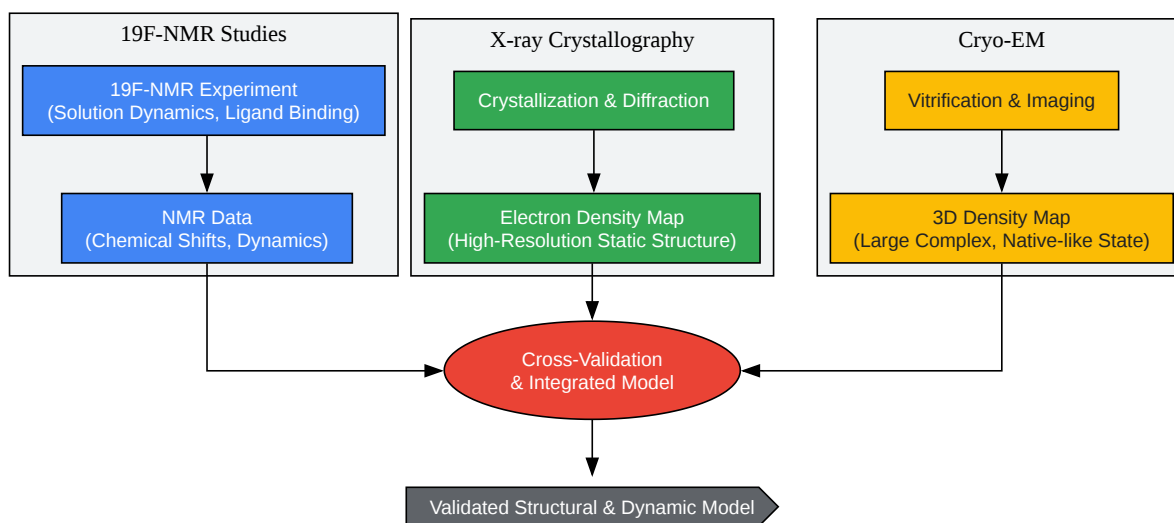 19F-NMR Studies
19F-NMR Experiment
(Solution Dynamics, Ligand Binding)
NMR Data
(Chemical Shifts, Dynamics)
X-ray Crystallography
Crystallization & Diffraction
Electron Density Map
(High-Resolution Static Structure)
Cryo-EM
Vitrification & Imaging
3D Density Map
(Large Complex, Native-like State)
Cross-Validation
& Integrated Model
Validated Structural & Dynamic Model